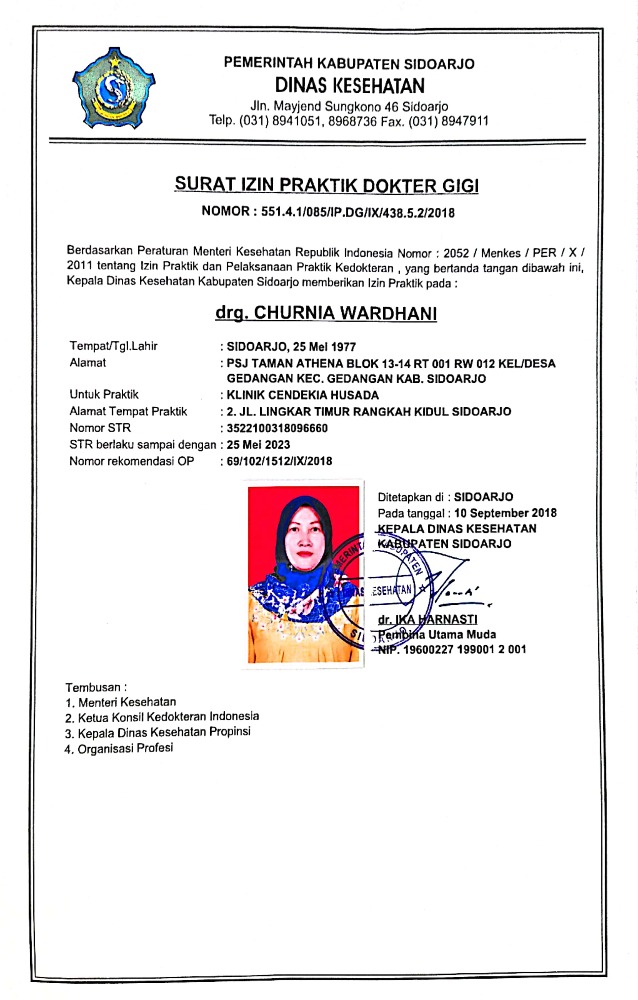 PEMERINTAH KABUPATEN SIDOARJO
DINAS KESEHATAN
Jln. Mayjend Sungkono 46 Sidoarjo
Telp. (031) 8941051, 8968736 Fax. (031) 8947911
SURAT IZIN PRAKTIK DOKTER GIGI
NOMOR : 551.4.1/085/IP.DG/IX/438.5.2/2018
Berdasarkan Peraturan Menteri Kesehatan Republik Indonesia Nomor : 2052 / Menkes / PER / X /
2011 tentang Izin Praktik dan Pelaksanaan Praktik Kedokteran , yang bertanda tangan dibawah ini,
Kepala Dinas Kesehatan Kabupaten Sidoarjo memberikan Izin Praktik pada :
drg. CHURNIA WARDHANI
Tempat/Tgl.Lahir : SIDOARJO, 25 Mei 1977
Alamat : PSJ TAMAN ATHENA BLOK 13-14 RT 001 RW 012 KEL/DESA
GEDANGAN KEC. GEDANGAN KAB. SIDOARJO
Untuk Praktik : KLINIK CENDEKIA HUSADA
Alamat Tempat Praktik : 2. JL. LINGKAR TIMUR RANGKAH KIDUL SIDOARJO
Nomor STR : 3522100318096660
STR berlaku sampai dengan : 25 Mei 2023
Nomor rekomendasi OP : 69/102/1512/IX/2018
Ditetapkan di : SIDOARJO
Pada tanggal : 10 September 2018
KEPALA DINAS KESEHATAN
KABUPATEN SIDOARJO
dr. IKA HARNASTI
Pembina Utama Muda
NIP. 19600227 199001 2 001
Tembusan :
1. Menteri Kesehatan
2. Ketua Konsil Kedokteran Indonesia
3. Kepala Dinas Kesehatan Propinsi
4. Organisasi Profesi